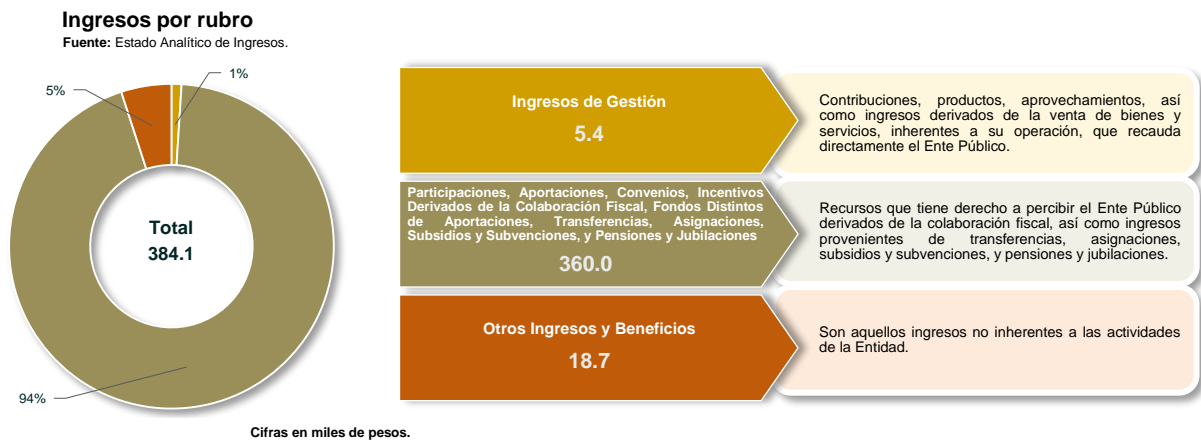 Ingresos por rubro
Fuente: Estado Analítico de Ingresos.
5%
1%
Total
384.1
94%
Ingresos de Gestión
5.4
Contribuciones, productos, aprovechamientos, así
como ingresos derivados de la venta de bienes y
servicios, inherentes a su operación, que recauda
directamente el Ente Público.
Participaciones, Aportaciones, Convenios, Incentivos
Derivados de la Colaboración Fiscal, Fondos Distintos
de Aportaciones, Transferencias, Asignaciones,
Subsidios y Subvenciones, y Pensiones y Jubilaciones
360.0
Recursos que tiene derecho a percibir el Ente Público
derivados de la colaboración fiscal, así como ingresos
provenientes de transferencias, asignaciones,
subsidios y subvenciones, y pensiones y jubilaciones.
Otros Ingresos y Beneficios
18.7
Son aquellos ingresos no inherentes a las actividades
de la Entidad.
Cifras en miles de pesos.